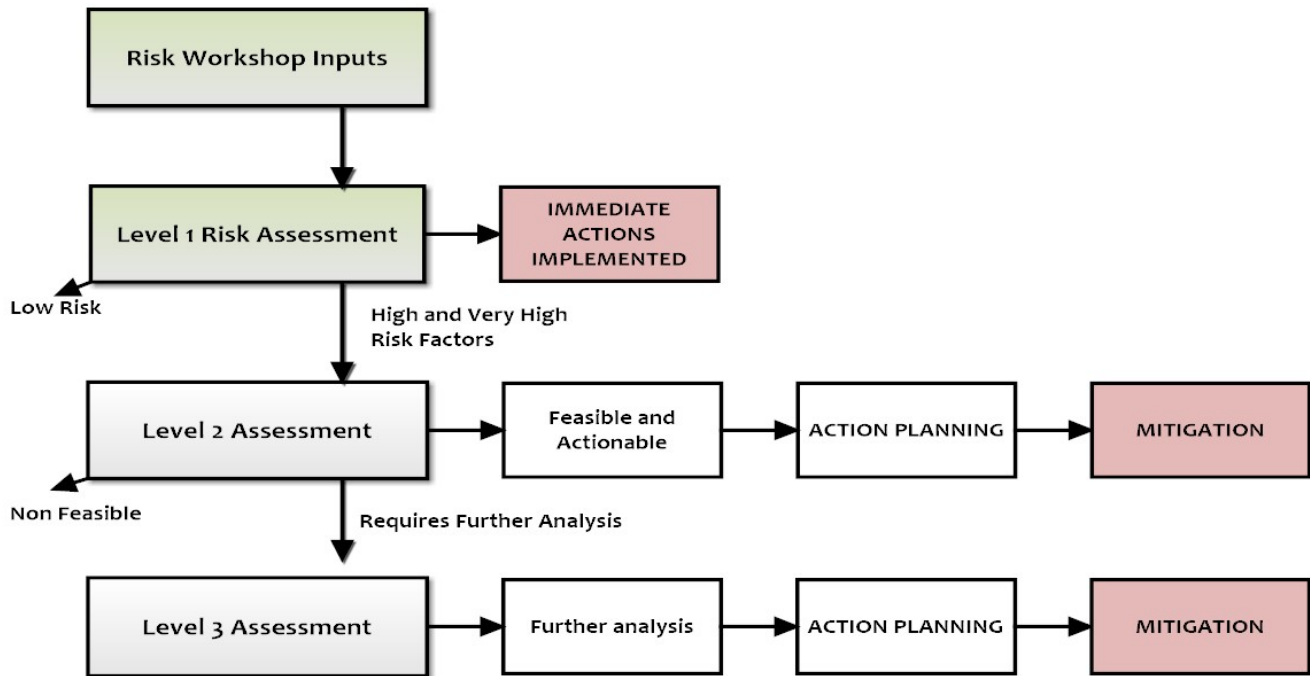 Risk Workshop Inputs
Level 1 Risk Assessment
IMMEDIATE
ACTIONS
IMPLEMENTED
Low Risk
High and Very High
Risk Factors
Level 2 Assessment
Feasible and
Actionable
ACTION PLANNING
MITIGATION
Non Feasible
Requires Further Analysis
Level 3 Assessment
Further analysis
ACTION PLANNING
MITIGATION